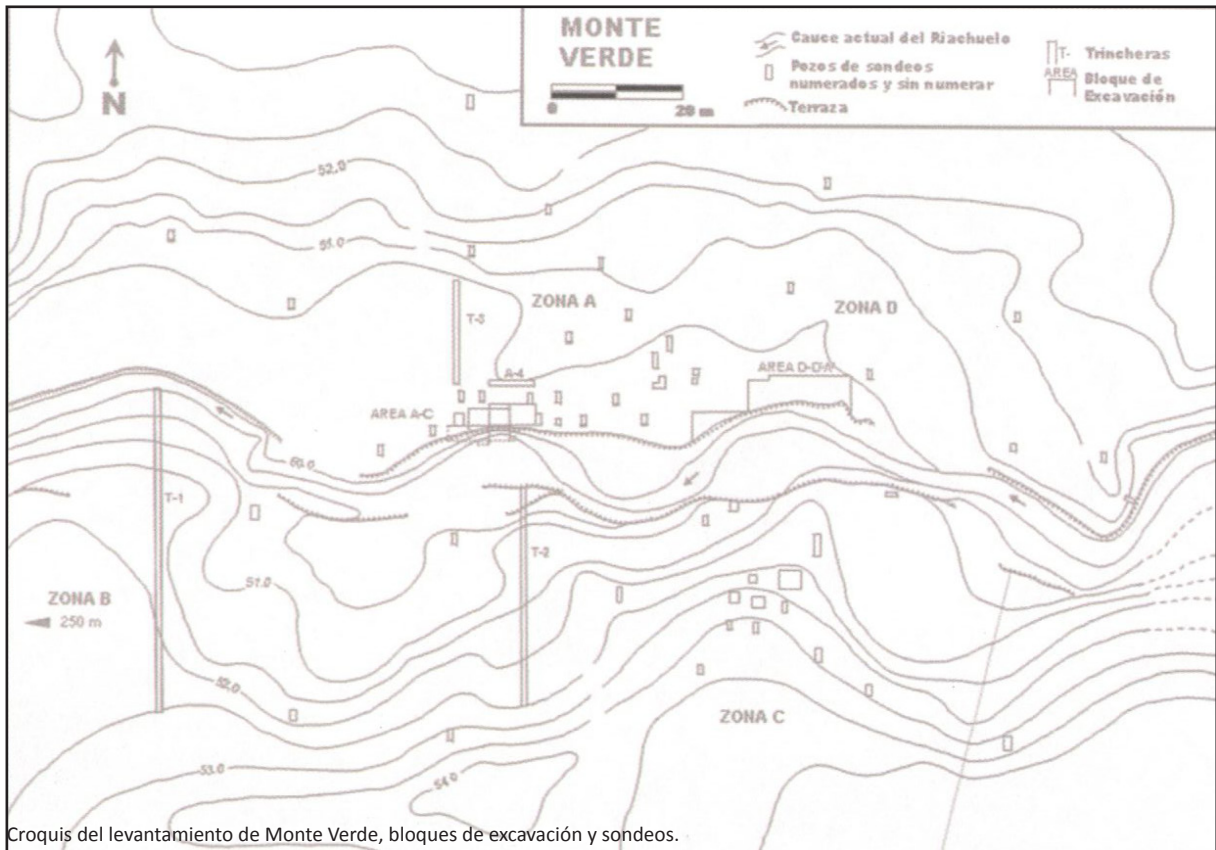 MONTE
VERDE
0 20 m
Cauce actual del Riachuelo
Pozos de sondeos
numerados y sin numerar
Terraza
T- Trincheras
AREA Bloque de
Excavación
N
52.0
51.0
ZONA A
ZONA D
T-3
A-4
AREA D-D'A'
AREA A-C
50.0
T-1
T-2
51.0
ZONA B
250 m
52.0
ZONA C
53.0
54.0
Croquis del levantamiento de Monte Verde, bloques de excavación y sondeos.